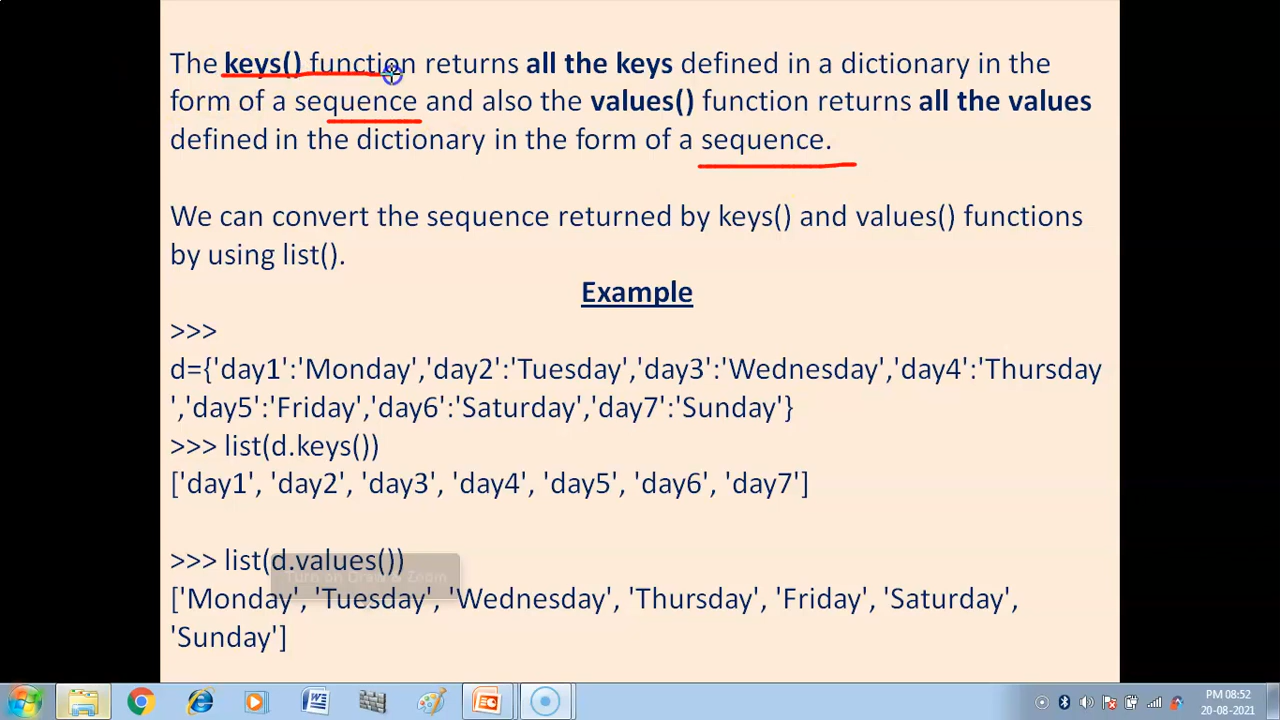 The keys() function returns all the keys defined in a dictionary in the
form of a sequence and also the values() function returns all the values
defined in the dictionary in the form of a sequence.
We can convert the sequence returned by keys() and values() functions
by using list().
Example
>>>
d={'day1':'Monday','day2':'Tuesday','day3':'Wednesday','day4':'Thursday
','day5':'Friday','day6':'Saturday','day7':'Sunday'}
>>> list(d.keys())
['day1', 'day2', 'day3', 'day4', 'day5', 'day6', 'day7']
>>> list(d.values())
Turn on Draw & Zoom
['Monday', 'Tuesday', 'Wednesday', 'Thursday', 'Friday', 'Saturday',
'Sunday']
PM 08:52
20-08-2021